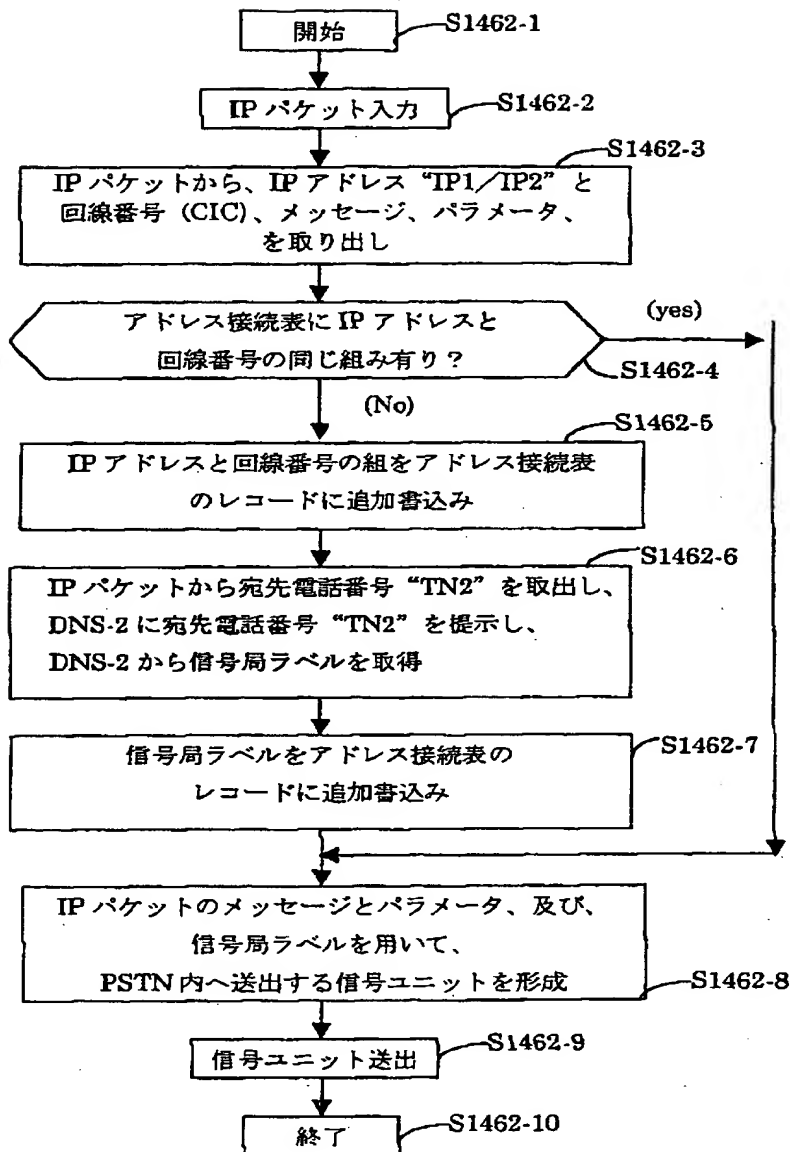 開始
S1462-1
IP パケット入力
S1462-2
S1462-3
IP パケットから、IP アドレス “IP1／IP2” と
回線番号 (CIC)、メッセージ、パラメータ、
を取り出し
アドレス接続表に IP アドレスと
回線番号の同じ組み有り？
(yes)
S1462-4
(No)
S1462-5
IP アドレスと回線番号の組をアドレス接続表
のレコードに追加書込み
S1462-6
IP パケットから宛先電話番号 “TN2” を取出し、
DNS-2 に宛先電話番号 “TN2” を提示し、
DNS-2 から信号局ラベルを取得
信号局ラベルをアドレス接続表の
レコードに追加書込み
S1462-7
IP パケットのメッセージとパラメータ、及び、
信号局ラベルを用いて、
PSTN 内へ送出する信号ユニットを形成
S1462-8
信号ユニット送出
S1462-9
終了
S1462-10